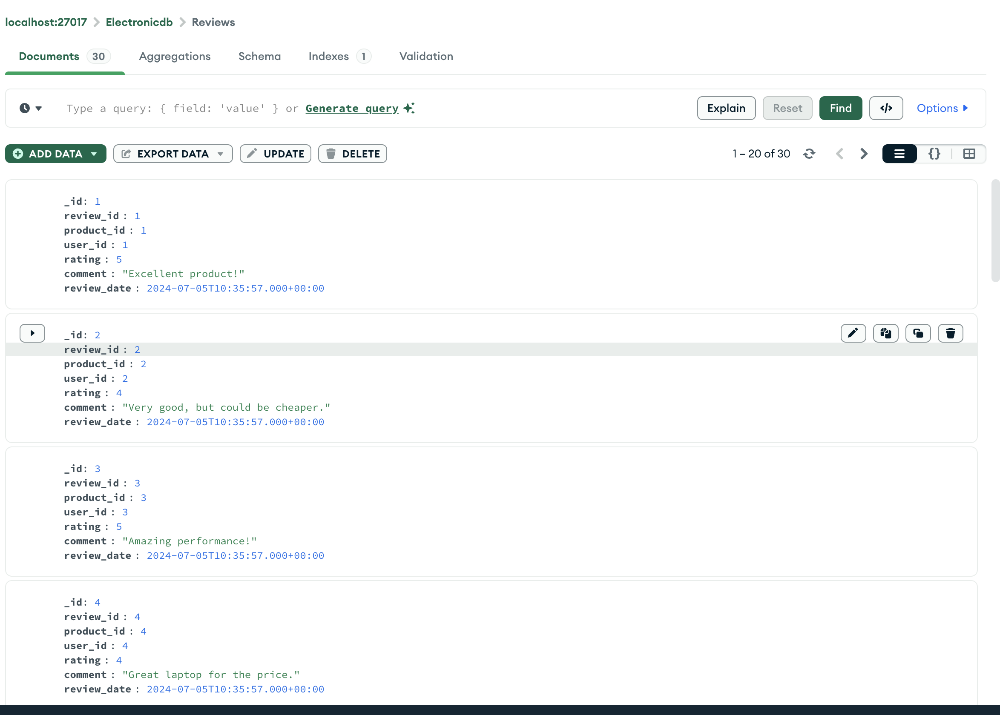 localhost:27017 > Electronicdb > Reviews
Documents 30 Aggregations Schema Indexes 1 Validation
Type a query: { field: 'value' } or Generate query Explain Reset Find </> Options
ADD DATA EXPORT DATA UPDATE DELETE 1 – 20 of 30 {}
_id: 1
review_id : 1
product_id : 1
user_id : 1
rating : 5
comment : "Excellent product!"
review_date : 2024-07-05T10:35:57.000+00:00
_id: 2
review_id : 2
product_id : 2
user_id : 2
rating : 4
comment : "Very good, but could be cheaper."
review_date : 2024-07-05T10:35:57.000+00:00
_id: 3
review_id : 3
product_id : 3
user_id : 3
rating : 5
comment : "Amazing performance!"
review_date : 2024-07-05T10:35:57.000+00:00
_id: 4
review_id : 4
product_id : 4
user_id : 4
rating : 4
comment : "Great laptop for the price."
review_date : 2024-07-05T10:35:57.000+00:00